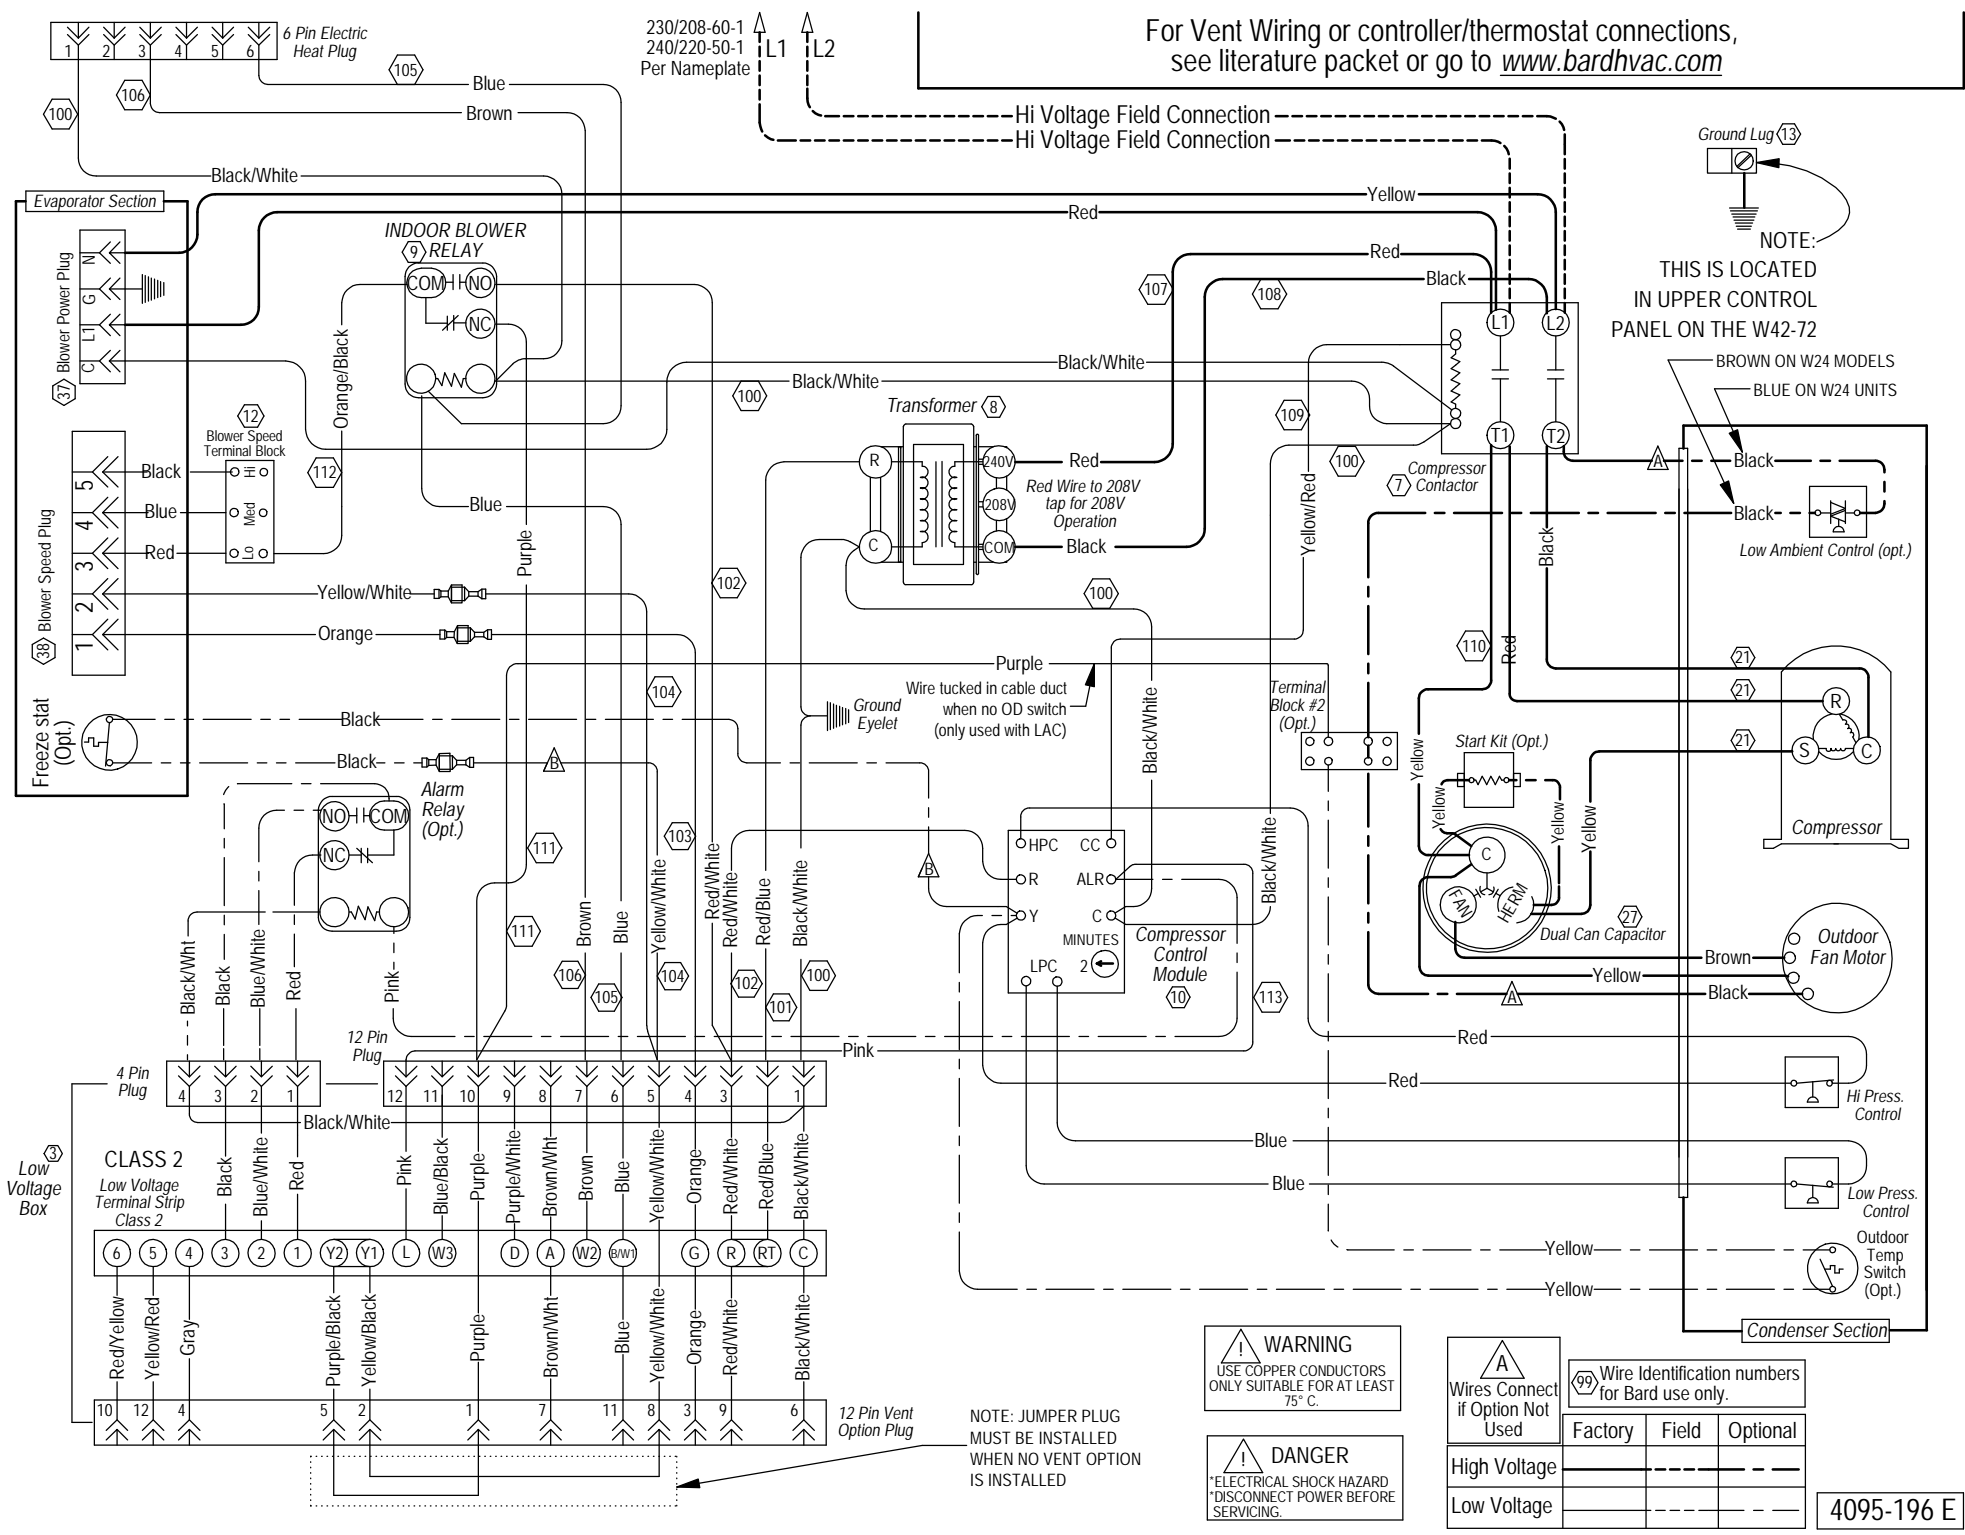 6 Pin Electric
Heat Plug
1 2 3 4 5 6
105
106
100
Blue
Brown
Black/White
230/208-60-1
240/220-50-1
Per Nameplate
L1
L2
Hi Voltage Field Connection
Hi Voltage Field Connection
For Vent Wiring or controller/thermostat connections,
see literature packet or go to www.bardhvac.com
Ground Lug
13
NOTE:
THIS IS LOCATED
IN UPPER CONTROL
PANEL ON THE W42-72
BROWN ON W24 MODELS
BLUE ON W24 UNITS
Evaporator Section
Yellow
Red
Blower Power Plug
37
N
G
L1
C
INDOOR BLOWER
RELAY
9
COM
NO
NC
Orange/Black
Red
Black
107
108
L1
L2
T1
T2
Black/White
Black/White
100
109
100
Compressor
Contactor
7
Transformer
8
R
C
240V
208V
COM
Red
Red Wire to 208V
tap for 208V
Operation
Black
12
Blower Speed
Terminal Block
Hi
Med
Lo
Black
Blue
Red
112
Blower Speed Plug
38
5
4
3
2
1
Yellow/White
Orange
Blue
Purple
102
100
Yellow/Red
Black
Black
Low Ambient Control (opt.)
Black
110
Red
21
21
21
Purple
Wire tucked in cable duct
when no OD switch
(only used with LAC)
Terminal
Block #2
(Opt.)
104
Ground
Eyelet
Black/White
Freeze stat
(Opt.)
Black
Black
B
A
Alarm
Relay
(Opt.)
NO
COM
NC
Start Kit (Opt.)
Yellow
Yellow
Yellow
Yellow
R
S
C
Compressor
C
FAN
HERM
27
Dual Can Capacitor
Outdoor
Fan Motor
Brown
Yellow
Black
A
111
111
103
B
HPC
CC
R
ALR
Y
C
MINUTES
2
LPC
Compressor
Control
Module
10
Black/White
113
Black/Wht
Black
Blue/White
Red
Pink
Brown
Blue
Yellow/White
Red/White
Red/White
Red/Blue
Black/White
106
105
104
102
101
100
Pink
Red
Red
Hi Press.
Control
Blue
Blue
Low Press.
Control
Yellow
Yellow
Outdoor
Temp
Switch
(Opt.)
Condenser Section
4 Pin
Plug
4 3 2 1
12 Pin
Plug
12 11 10 9 8 7 6 5 4 3 1
Black/White
3
Low
Voltage
Box
CLASS 2
Low Voltage
Terminal Strip
Class 2
Black
Blue/White
Red
Pink
Blue/Black
Purple
Purple/White
Brown/Wht
Brown
Blue
Yellow/White
Orange
Red/White
Red/Blue
Black/White
6 5 4 3 2 1 Y2 Y1 L W3 D A W2 B/W1 G R RT C
Red/Yellow
Yellow/Red
Gray
Purple/Black
Yellow/Black
Purple
Brown/Wht
Blue
Yellow/White
Orange
Red/White
Black/White
10 12 4 5 2 1 7 11 8 3 9 6
12 Pin Vent
Option Plug
NOTE: JUMPER PLUG
MUST BE INSTALLED
WHEN NO VENT OPTION
IS INSTALLED
! WARNING
USE COPPER CONDUCTORS
ONLY SUITABLE FOR AT LEAST
75° C.
! DANGER
*ELECTRICAL SHOCK HAZARD
*DISCONNECT POWER BEFORE
SERVICING.
A
Wires Connect
if Option Not
Used
99
Wire Identification numbers
for Bard use only.
Factory Field Optional
High Voltage
Low Voltage
4095-196 E